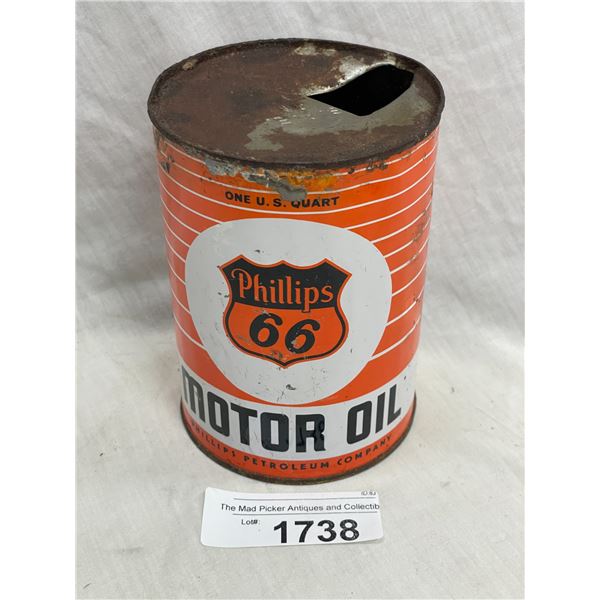 ONE U.S. QUART
Phillips
66
MOTOR OIL
PHILLIPS PETROLEUM COMPANY
The Mad Picker Antiques and Collectib
Lot#: 1738